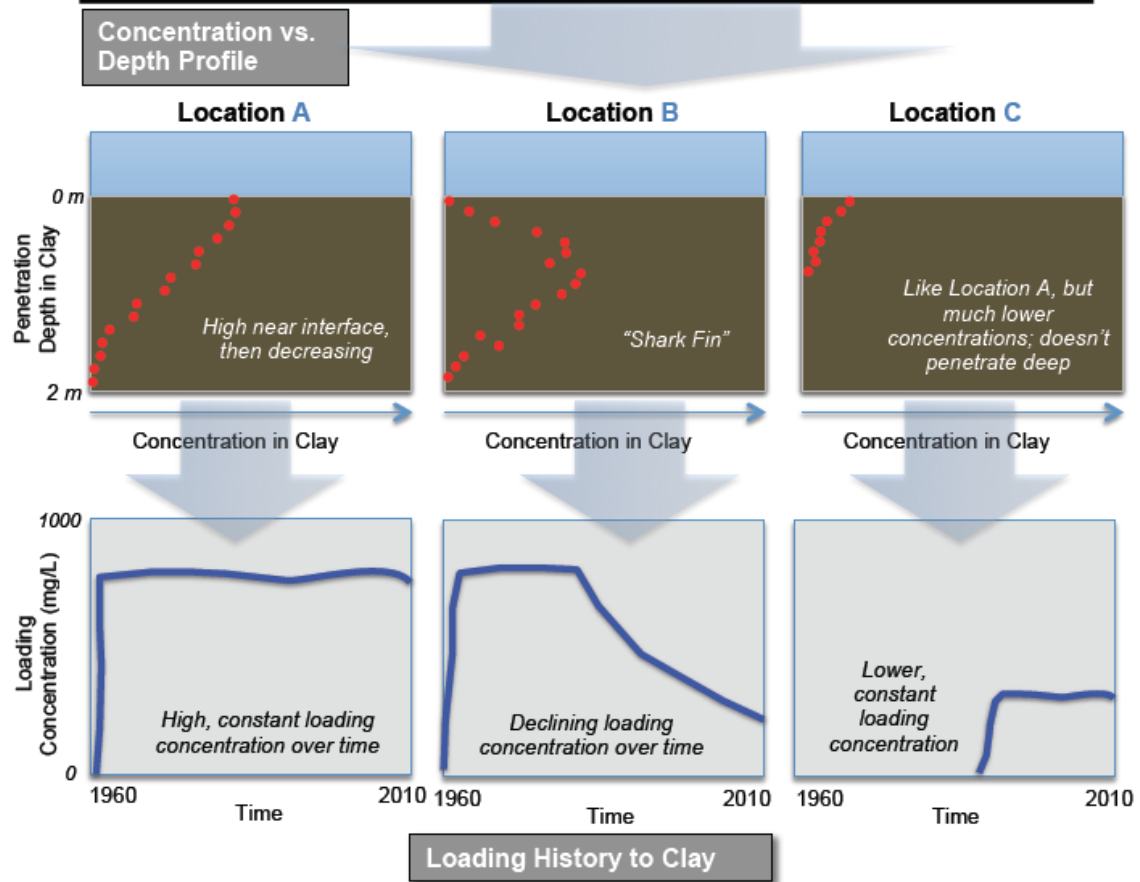 Concentration vs.
Depth Profile
Location A
Location B
Location C
0 m
Penetration
Depth in Clay
2 m
High near interface,
then decreasing
“Shark Fin”
Like Location A, but
much lower
concentrations; doesn’t
penetrate deep
Concentration in Clay
Concentration in Clay
Concentration in Clay
1000
Loading
Concentration (mg/L)
0
High, constant loading
concentration over time
Declining loading
concentration over time
Lower,
constant
loading
concentration
1960
Time
2010
1960
Time
2010
1960
Time
2010
Loading History to Clay